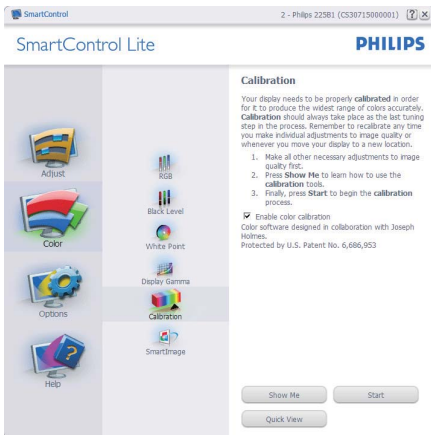 SmartControl
2 - Philips 225B1 (CS30715000001)
SmartControl Lite
PHILIPS
Adjust
Color
Options
Help
RGB
Black Level
White Point
Display Gamma
Calibration
SmartImage
Calibration
Your display needs to be properly calibrated in order
for it to produce the widest range of colors accurately.
Calibration should always take place as the last tuning
step in the process. Remember to recalibrate any time
you make individual adjustments to image quality or
whenever you move your display to a new location.
1. Make all other necessary adjustments to image
quality first.
2. Press Show Me to learn how to use the
calibration tools.
3. Finally, press Start to begin the calibration
process.
Enable color calibration
Color software designed in collaboration with Joseph
Holmes.
Protected by U.S. Patent No. 6,686,953
Show Me
Start
Quick View